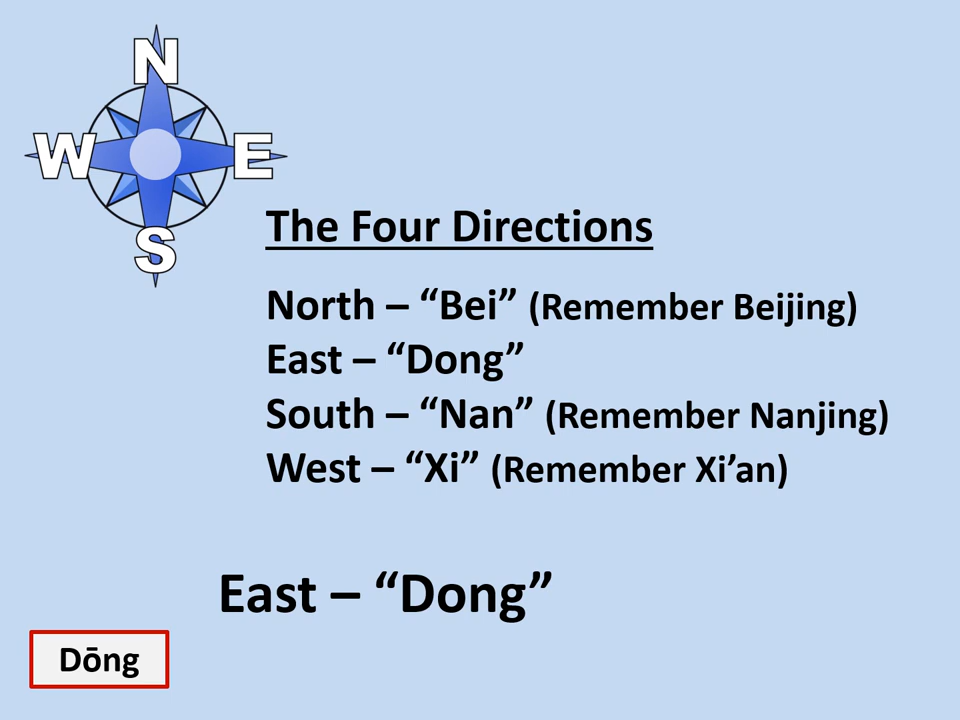 N
W E
S
The Four Directions
North – “Bei” (Remember Beijing)
East – “Dong”
South – “Nan” (Remember Nanjing)
West – “Xi” (Remember Xi’an)
East – “Dong”
Dōng